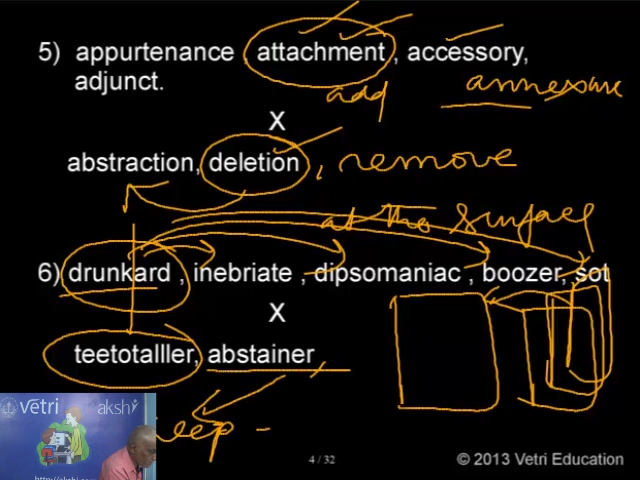 5) appurtenance , attachment , accessory,
adjunct.
add annexure
X
abstraction, deletion , remove
at the surface
6) drunkard , inebriate , dipsomaniac , boozer, sot
X
teetotalller, abstainer
eep -
vetri akshi
4 / 32
© 2013 Vetri Education